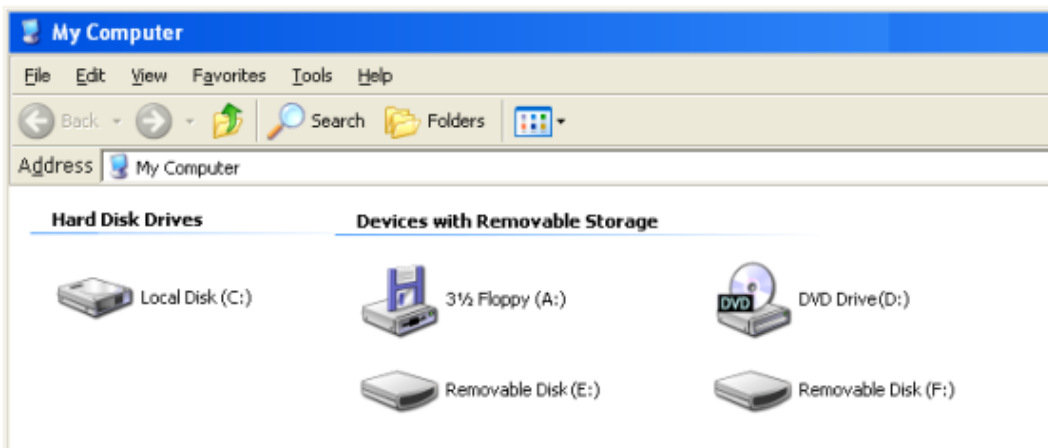 My Computer
File Edit View Favorites Tools Help
Back Search Folders
Address My Computer
Hard Disk Drives Devices with Removable Storage
Local Disk (C:) 3½ Floppy (A:) DVD DVD Drive(D:)
Removable Disk (E:) Removable Disk (F:)